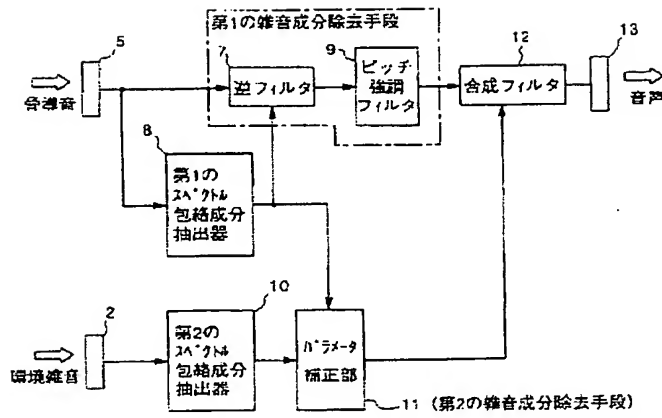 第1の雑音成分除去手段
5
7
9
12
13
骨導音
逆フィルタ
ピッチ
強調
フィルタ
合成フィルタ
音声
8
第1の
スペクトル
包絡成分
抽出器
2
10
環境雑音
第2の
スペクトル
包絡成分
抽出器
パラメータ
補正部
11 (第2の雑音成分除去手段)